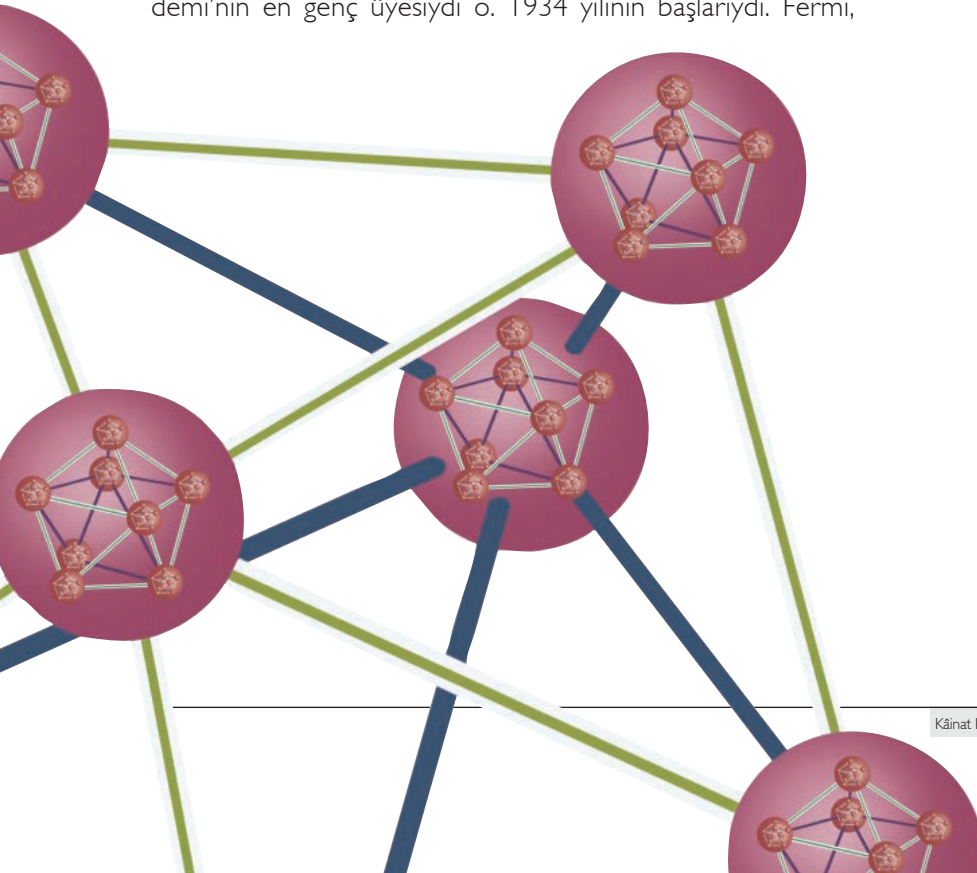 demi'nin en genç üyesiydi o. 1934 yılının başlarıydı. Fermi,
Kâinat